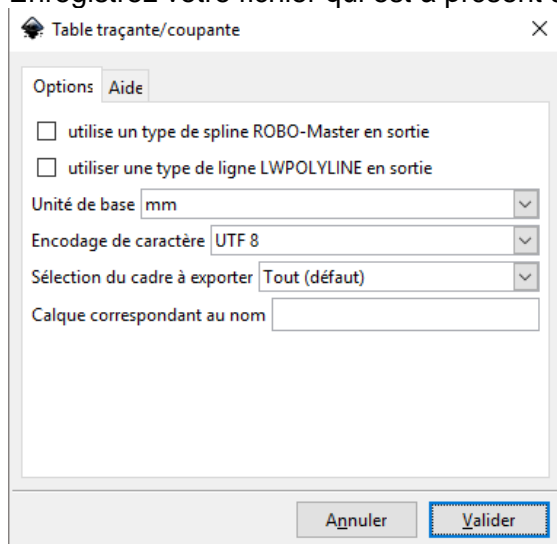 Enregistrez votre fichier qui est à présent
Table traçante/coupante
Options Aide
utilise un type de spline ROBO-Master en sortie
utiliser une type de ligne LWPOLYLINE en sortie
Unité de base mm
Encodage de caractère UTF 8
Sélection du cadre à exporter Tout (défaut)
Calque correspondant au nom
Annuler Valider